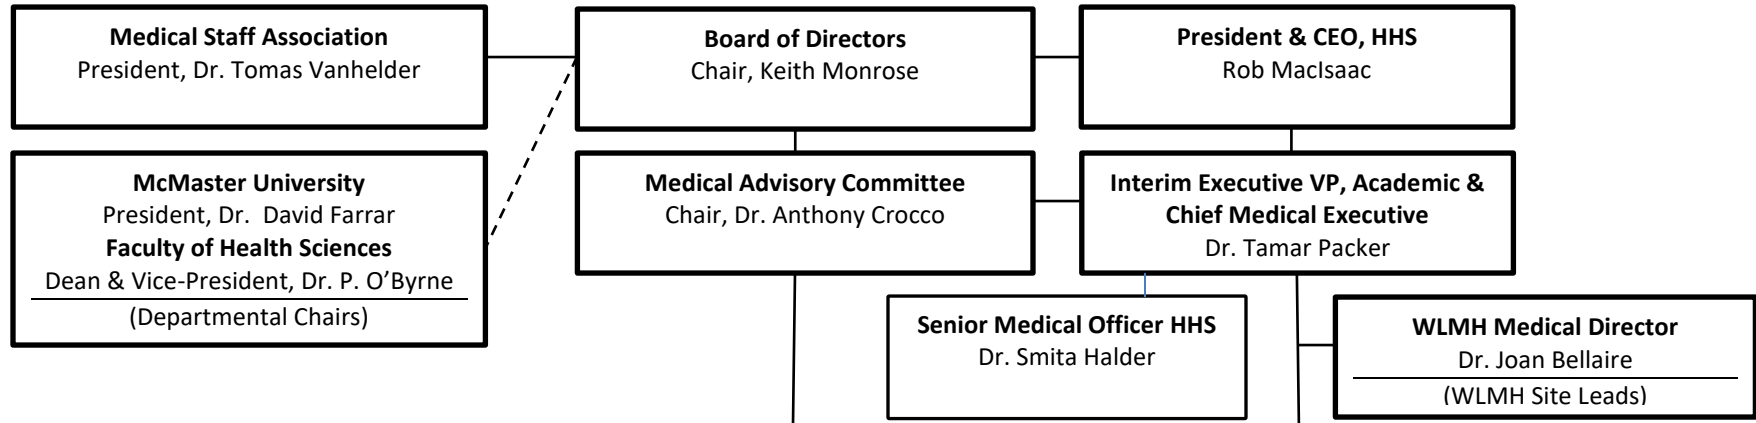 Medical Staff Association
President, Dr. Tomas Vanhelder
Board of Directors
Chair, Keith Monrose
President & CEO, HHS
Rob MacIsaac
McMaster University
President, Dr. David Farrar
Faculty of Health Sciences
Dean & Vice-President, Dr. P. O’Byrne
(Departmental Chairs)
Medical Advisory Committee
Chair, Dr. Anthony Crocco
Interim Executive VP, Academic &
Chief Medical Executive
Dr. Tamar Packer
Senior Medical Officer HHS
Dr. Smita Halder
WLMH Medical Director
Dr. Joan Bellaire
(WLMH Site Leads)